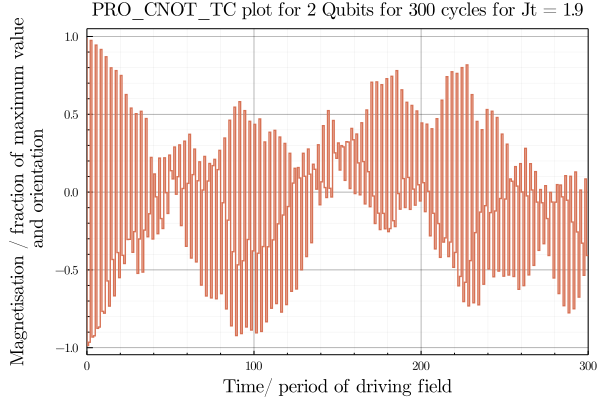 PRO_CNOT_TC plot for 2 Qubits for 300 cycles for Jt = 1.9
Magnetisation / fraction of maximum value
and orientation
1.0
0.5
0.0
−0.5
−1.0
0
100
200
300
Time/ period of driving field